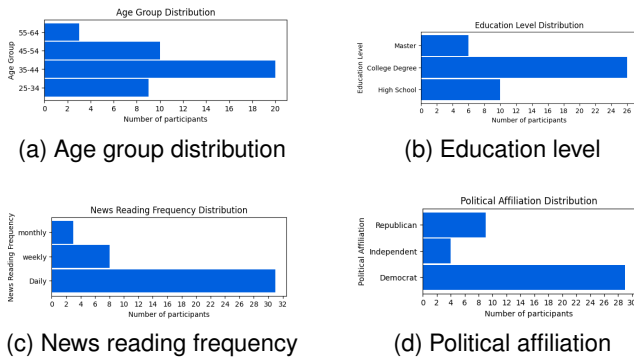 Age Group Distribution
Age Group
55-64
45-54
35-44
25-34
0 2 4 6 8 10 12 14 16 18 20
Number of participants
(a) Age group distribution
Education Level Distribution
Education Level
Master
College Degree
High School
0 2 4 6 8 10 12 14 16 18 20 22 24 26
Number of participants
(b) Education level
News Reading Frequency Distribution
News Reading Frequency
monthly
weekly
Daily
0 2 4 6 8 10 12 14 16 18 20 22 24 26 28 30 32
Number of participants
(c) News reading frequency
Political Affiliation Distribution
Political Affiliation
Republican
Independent
Democrat
0 2 4 6 8 10 12 14 16 18 20 22 24 26 28 30
Number of participants
(d) Political affiliation